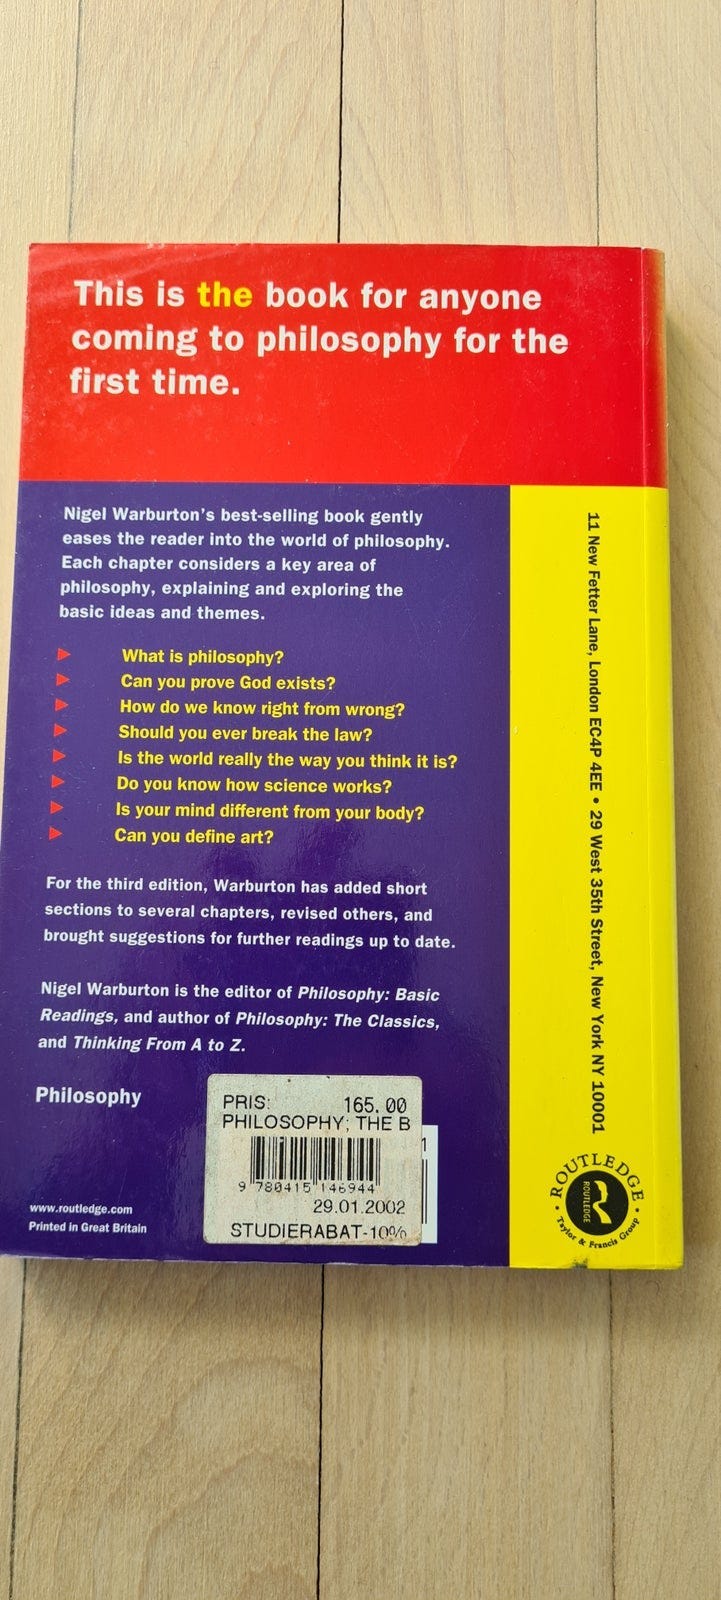 This is the book for anyone
coming to philosophy for the
first time.
Nigel Warburton's best-selling book gently
eases the reader into the world of philosophy.
Each chapter considers a key area of
philosophy, explaining and exploring the
basic ideas and themes.
What is philosophy?
Can you prove God exists?
How do we know right from wrong?
Should you ever break the law?
Is the world really the way you think it is?
Do you know how science works?
Is your mind different from your body?
Can you define art?
For the third edition, Warburton has added short
sections to several chapters, revised others, and
brought suggestions for further readings up to date.
Nigel Warburton is the editor of Philosophy: Basic
Readings, and author of Philosophy: The Classics,
and Thinking From A to Z.
Philosophy
PRIS: 165.00
PHILOSOPHY; THE B
1
9 780415 146944
29.01.2002
STUDIERABAT-10%
www.routledge.com
Printed in Great Britain
11 New Fetter Lane, London EC4P 4EE • 29 West 35th Street, New York NY 10001
ROUTLEDGE
ROUTLEDGE
Taylor & Francis Group